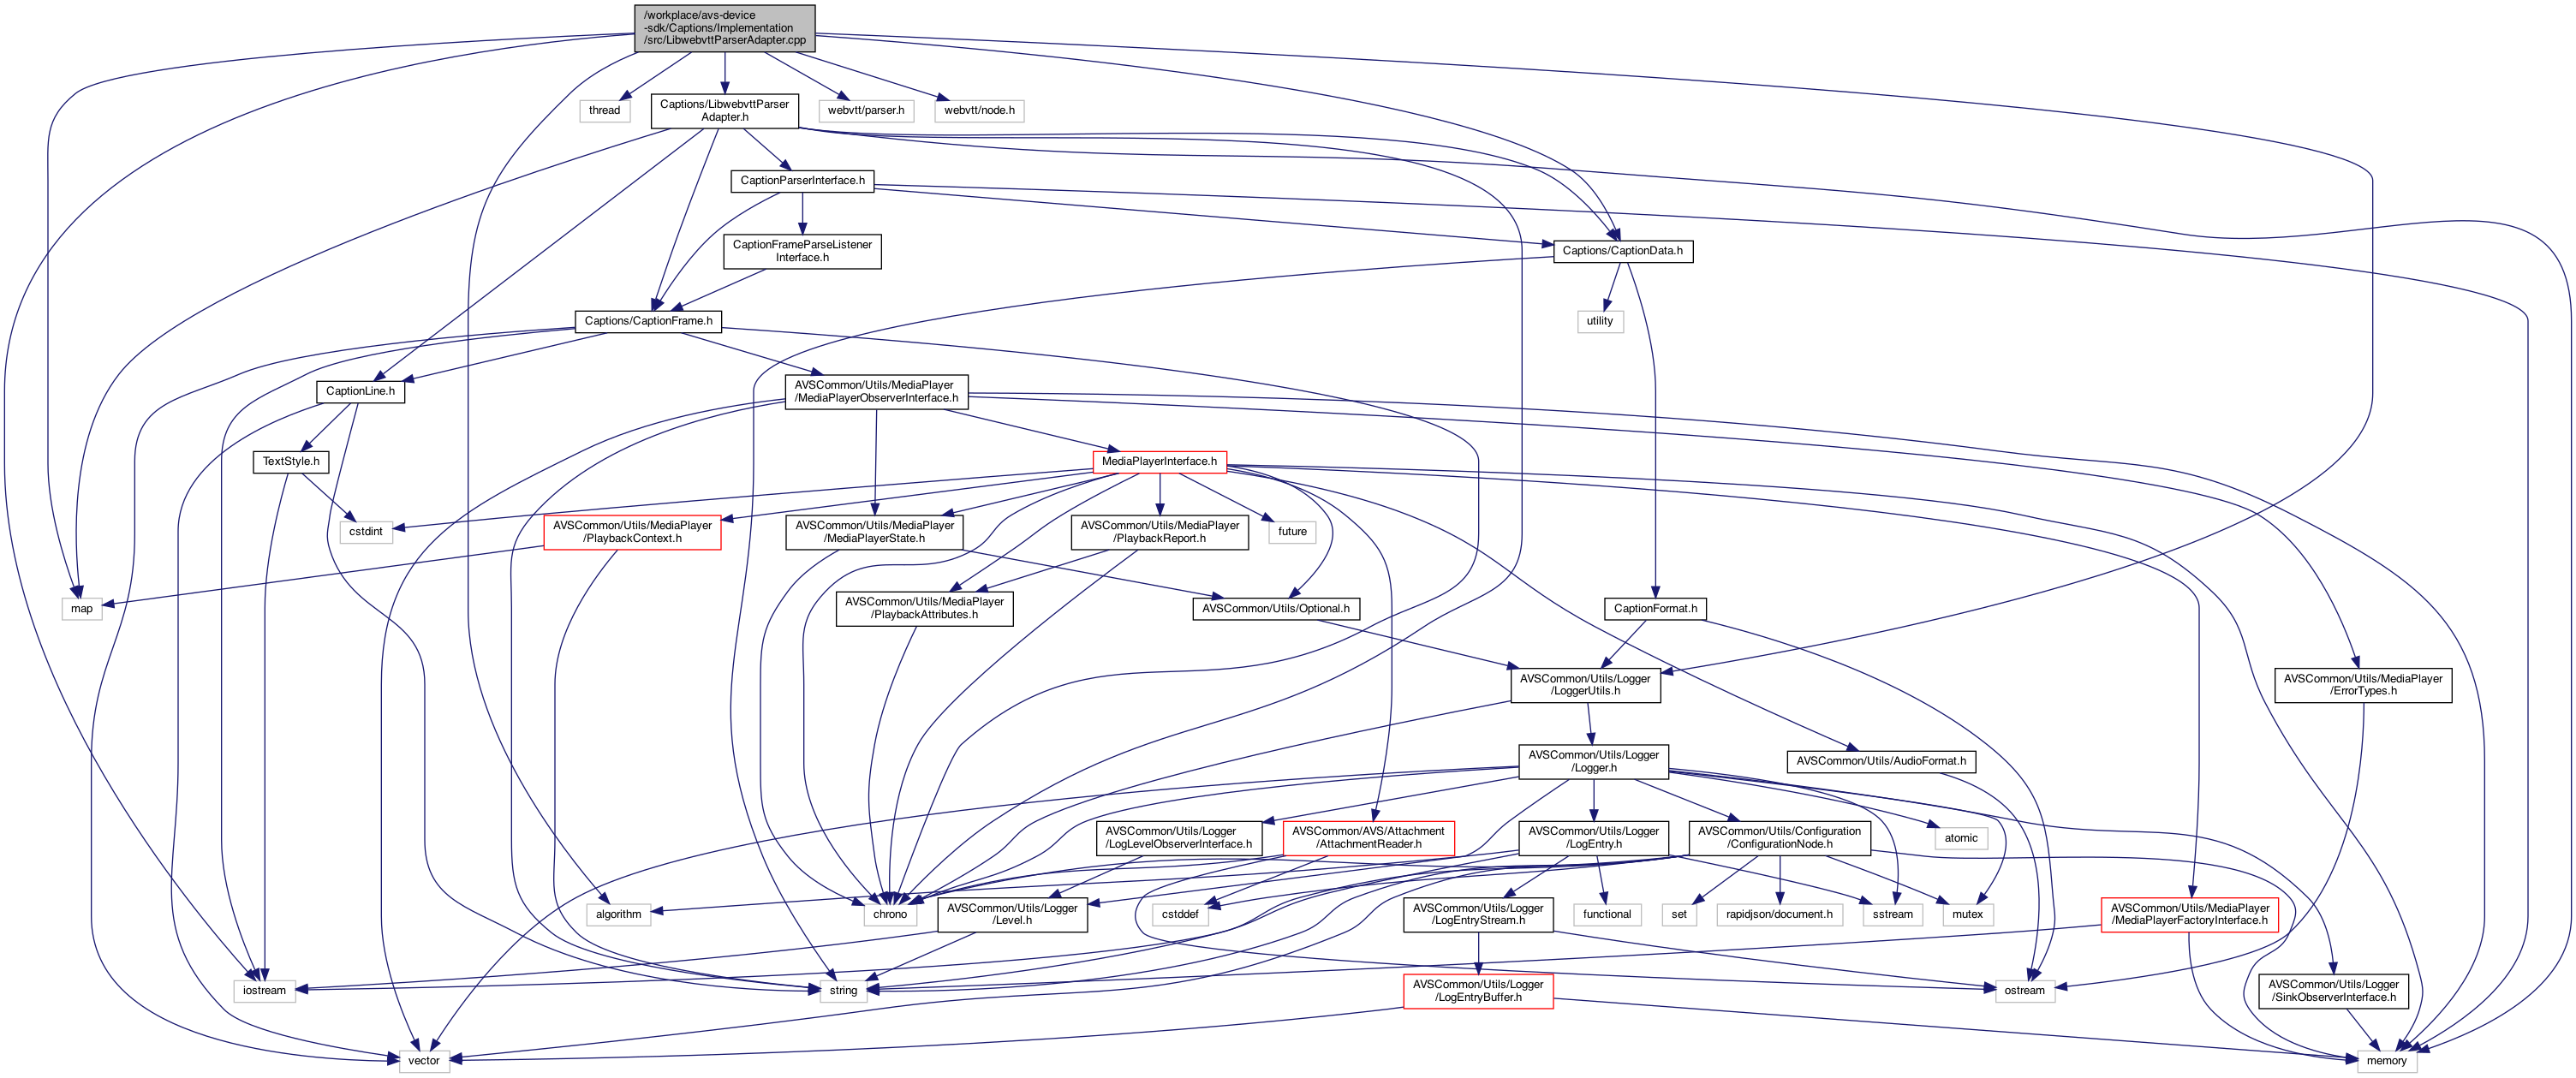 /workplace/avs-device
-sdk/Captions/Implementation
/src/LibwebvttParserAdapter.cpp
thread
Captions/LibwebvttParser
Adapter.h
webvtt/parser.h
webvtt/node.h
CaptionParserInterface.h
CaptionFrameParseListener
Interface.h
Captions/CaptionData.h
Captions/CaptionFrame.h
utility
CaptionLine.h
AVSCommon/Utils/MediaPlayer
/MediaPlayerObserverInterface.h
TextStyle.h
MediaPlayerInterface.h
cstdint
AVSCommon/Utils/MediaPlayer
/PlaybackContext.h
AVSCommon/Utils/MediaPlayer
/MediaPlayerState.h
AVSCommon/Utils/MediaPlayer
/PlaybackReport.h
future
map
AVSCommon/Utils/MediaPlayer
/PlaybackAttributes.h
AVSCommon/Utils/Optional.h
CaptionFormat.h
AVSCommon/Utils/Logger
/LoggerUtils.h
AVSCommon/Utils/MediaPlayer
/ErrorTypes.h
AVSCommon/Utils/Logger
/Logger.h
AVSCommon/Utils/AudioFormat.h
AVSCommon/Utils/Logger
/LogLevelObserverInterface.h
AVSCommon/AVS/Attachment
/AttachmentReader.h
AVSCommon/Utils/Logger
/LogEntry.h
AVSCommon/Utils/Configuration
/ConfigurationNode.h
atomic
algorithm
chrono
AVSCommon/Utils/Logger
/Level.h
cstddef
AVSCommon/Utils/Logger
/LogEntryStream.h
functional
set
rapidjson/document.h
sstream
mutex
AVSCommon/Utils/MediaPlayer
/MediaPlayerFactoryInterface.h
iostream
string
AVSCommon/Utils/Logger
/LogEntryBuffer.h
ostream
AVSCommon/Utils/Logger
/SinkObserverInterface.h
vector
memory